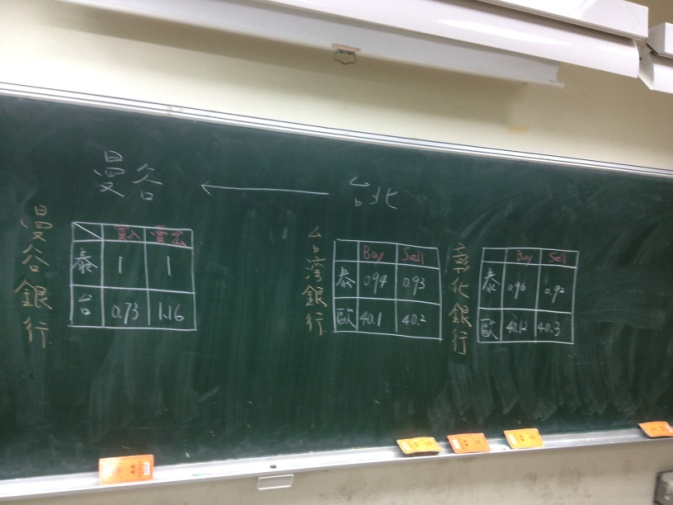 曼谷 ← 台北
曼谷銀行
買入 賣出
泰 1 1
台 0.73 1.16
台灣銀行
Buy Sell
泰 0.94 0.93
歐 40.1 40.2
彰化銀行
Buy Sell
泰 0.96 0.92
歐 40.12 40.3